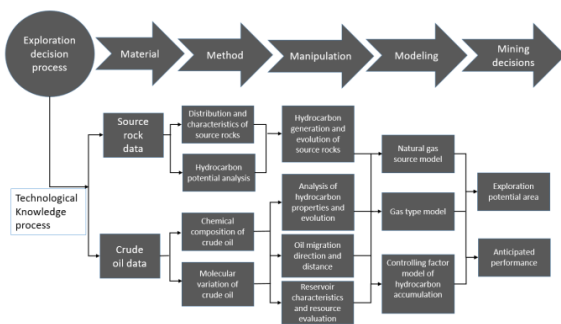 Exploration
decision
process
Material
Method
Manipulation
Modeling
Mining
decisions
Source
rock
data
Distribution and
characteristics of
source rocks
Hydrocarbon
potential analysis
Hydrocarbon
generation and
evolution of
source rocks
Natural gas
source model
Exploration
potential area
Technological
Knowledge
process
Crude
oil data
Chemical
composition of
crude oil
Molecular
variation of
crude oil
Analysis of
hydrocarbon
properties and
evolution
Oil migration
direction and
distance
Reservoir
characteristics and
resource evaluation
Gas type model
Controlling factor
model of
hydrocarbon
accumulation
Anticipated
performance